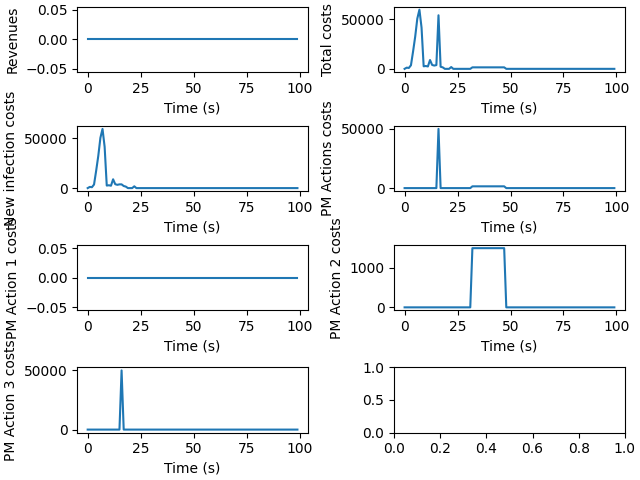 Revenues
0.05
0.00
−0.05
0 25 50 75 100
Time (s)
Total costs
50000
0
0 25 50 75 100
Time (s)
New infection costs
50000
0
0 25 50 75 100
Time (s)
PM Actions costs
50000
0
0 25 50 75 100
Time (s)
PM Action 1 costs
0.05
0.00
−0.05
0 25 50 75 100
Time (s)
PM Action 2 costs
1000
0
0 25 50 75 100
Time (s)
PM Action 3 costs
50000
0
0 25 50 75 100
Time (s)
1.0
0.5
0.0
0.0 0.2 0.4 0.6 0.8 1.0